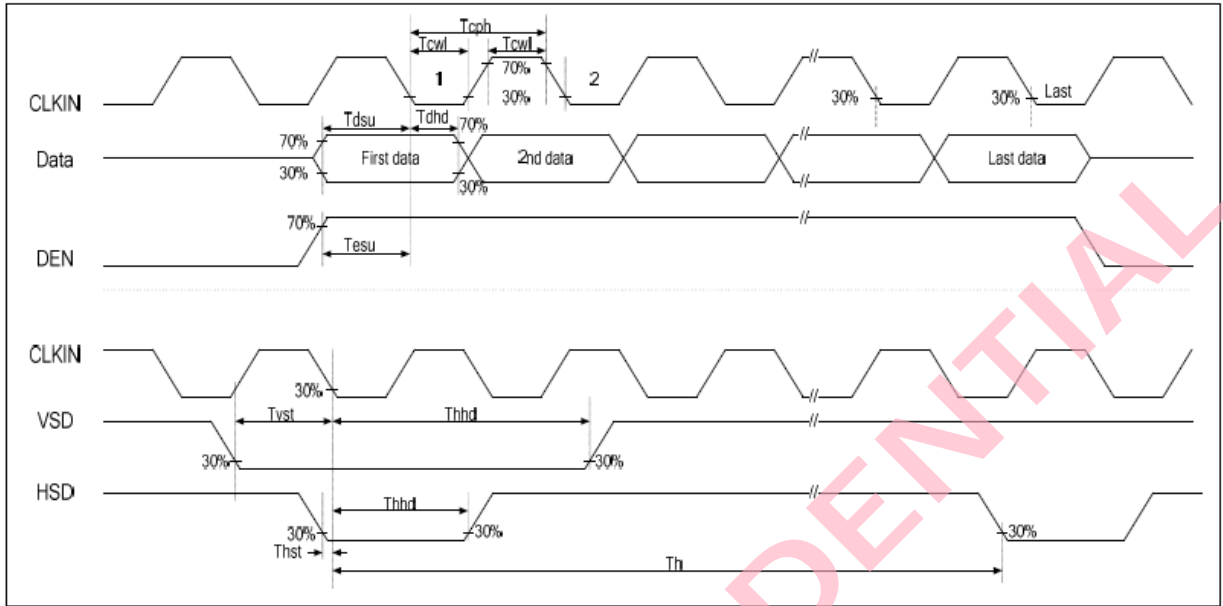 Tcph
Tcwl
Tcwl
70%
1
2
30%
30%
30%
Last
CLKIN
Tdsu
Tdhd
70%
70%
Data
First data
2nd data
Last data
30%
30%
70%
DEN
Tesu
CLKIN
30%
VSD
Tvst
Thhd
30%
30%
HSD
Thhd
30%
30%
30%
Thst
Th
DENTIAL